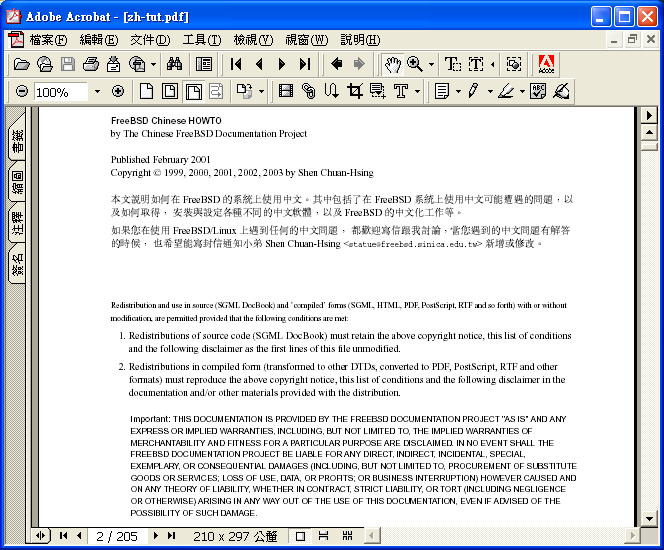 Adobe Acrobat - [zh-tut.pdf]
檔案(F) 編輯(E) 文件(D) 工具(T) 檢視(V) 視窗(W) 說明(H)
Adobe
100%
書籤
縮圖
注釋
簽名
FreeBSD Chinese HOWTO
by The Chinese FreeBSD Documentation Project
Published February 2001
Copyright © 1999, 2000, 2001, 2002, 2003 by Shen Chuan-Hsing
本文說明如何在 FreeBSD 的系統上使用中文。其中包括了在 FreeBSD 系統上使用中文可能遭遇的問題，以
及如何取得， 安裝與設定各種不同的中文軟體，以及 FreeBSD 的中文化工作等。
如果您在使用 FreeBSD/Linux 上遇到任何的中文問題， 都歡迎寫信跟我討論，當您遇到的中文問題有解答
的時候， 也希望能寫封信通知小弟 Shen Chuan-Hsing <statue@freebsd.sinica.edu.tw> 新增或修改。
Redistribution and use in source (SGML DocBook) and 'compiled' forms (SGML, HTML, PDF, PostScript, RTF and so forth) with or without
modification, are permitted provided that the following conditions are met:
1. Redistributions of source code (SGML DocBook) must retain the above copyright notice, this list of conditions
and the following disclaimer as the first lines of this file unmodified.
2. Redistributions in compiled form (transformed to other DTDs, converted to PDF, PostScript, RTF and other
formats) must reproduce the above copyright notice, this list of conditions and the following disclaimer in the
documentation and/or other materials provided with the distribution.
Important: THIS DOCUMENTATION IS PROVIDED BY THE FREEBSD DOCUMENTATION PROJECT "AS IS" AND ANY
EXPRESS OR IMPLIED WARRANTIES, INCLUDING, BUT NOT LIMITED TO, THE IMPLIED WARRANTIES OF
MERCHANTABILITY AND FITNESS FOR A PARTICULAR PURPOSE ARE DISCLAIMED. IN NO EVENT SHALL THE
FREEBSD DOCUMENTATION PROJECT BE LIABLE FOR ANY DIRECT, INDIRECT, INCIDENTAL, SPECIAL,
EXEMPLARY, OR CONSEQUENTIAL DAMAGES (INCLUDING, BUT NOT LIMITED TO, PROCUREMENT OF SUBSTITUTE
GOODS OR SERVICES; LOSS OF USE, DATA, OR PROFITS; OR BUSINESS INTERRUPTION) HOWEVER CAUSED AND
ON ANY THEORY OF LIABILITY, WHETHER IN CONTRACT, STRICT LIABILITY, OR TORT (INCLUDING NEGLIGENCE
OR OTHERWISE) ARISING IN ANY WAY OUT OF THE USE OF THIS DOCUMENTATION, EVEN IF ADVISED OF THE
POSSIBILITY OF SUCH DAMAGE.
2 / 205 210 x 297 公釐